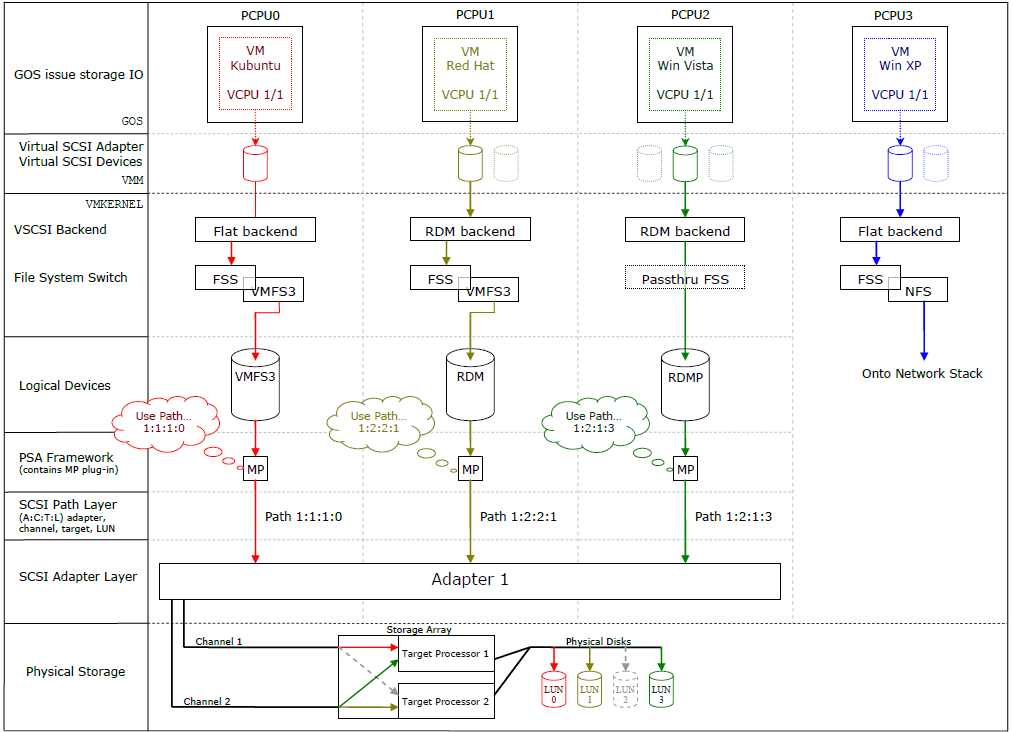 PCPU0
PCPU1
PCPU2
PCPU3
GOS issue storage IO
GOS
VM
Kubuntu
VCPU 1/1
VM
Red Hat
VCPU 1/1
VM
Win Vista
VCPU 1/1
VM
Win XP
VCPU 1/1
Virtual SCSI Adapter
Virtual SCSI Devices
VMM
VMKERNEL
VSCSI Backend
Flat backend
RDM backend
RDM backend
Flat backend
File System Switch
FSS
VMFS3
FSS
VMFS3
Passthru FSS
FSS
NFS
Logical Devices
VMFS3
RDM
RDMP
Onto Network Stack
Use Path...
1:1:1:0
Use Path...
1:2:2:1
Use Path...
1:2:1:3
PSA Framework
(contains MP plug-in)
MP
MP
MP
SCSI Path Layer
(A:C:T:L) adapter,
channel, target, LUN
Path 1:1:1:0
Path 1:2:2:1
Path 1:2:1:3
SCSI Adapter Layer
Adapter 1
Physical Storage
Channel 1
Channel 2
Storage Array
Target Processor 1
Target Processor 2
Physical Disks
LUN
0
LUN
1
LUN
2
LUN
3